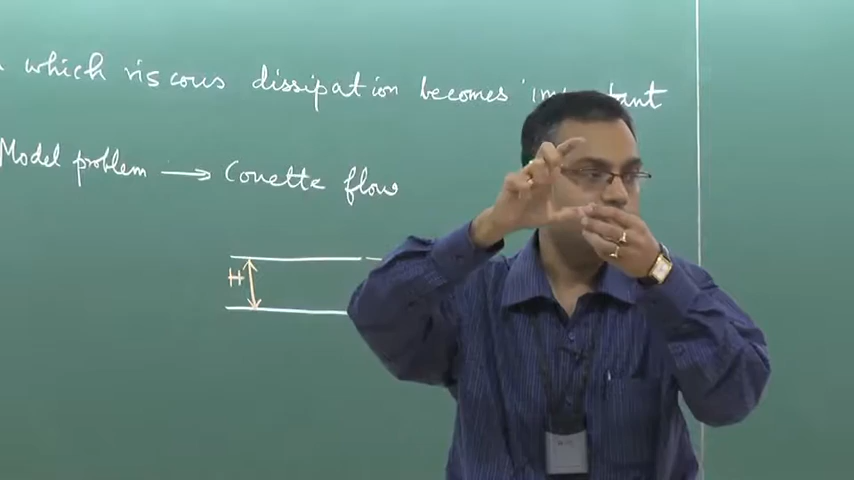 which viscous dissipation becomes important
Model problem → Couette flow
H